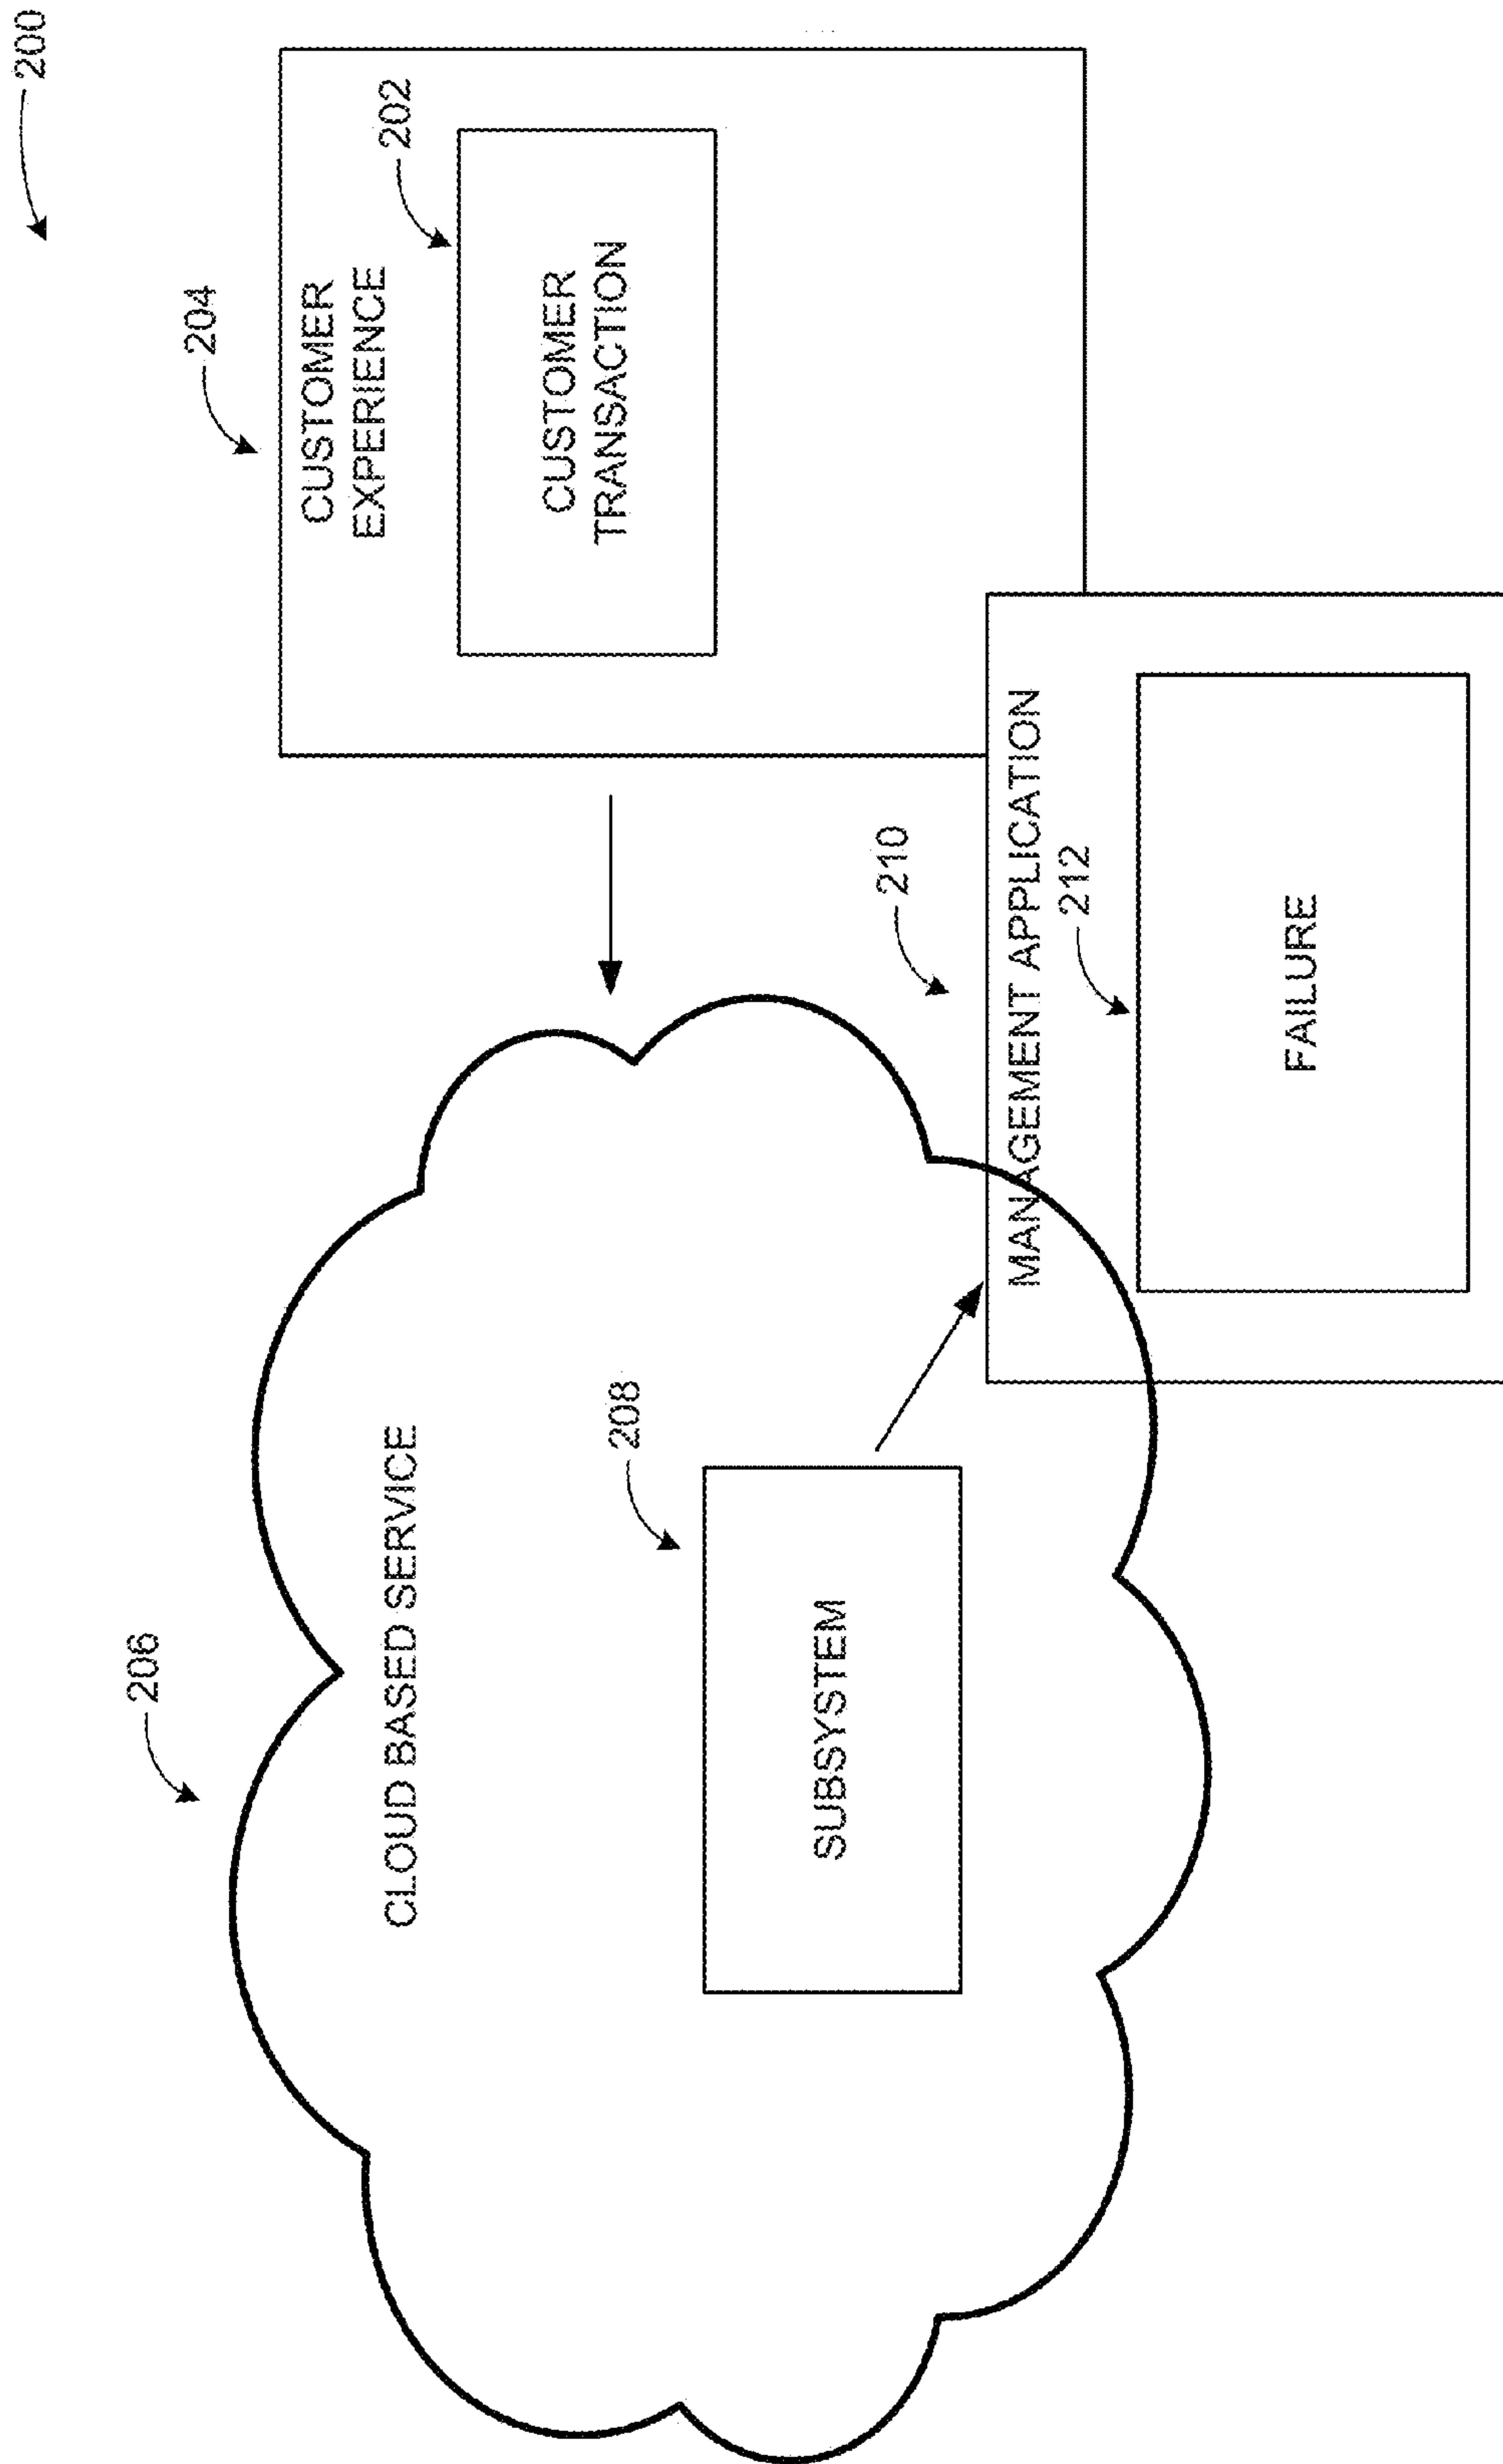 200
206
CLOUD BASED SERVICE
208
SUBSYSTEM
204
CUSTOMER
EXPERIENCE
202
CUSTOMER
TRANSACTION
210
MANAGEMENT APPLICATION
212
FAILURE